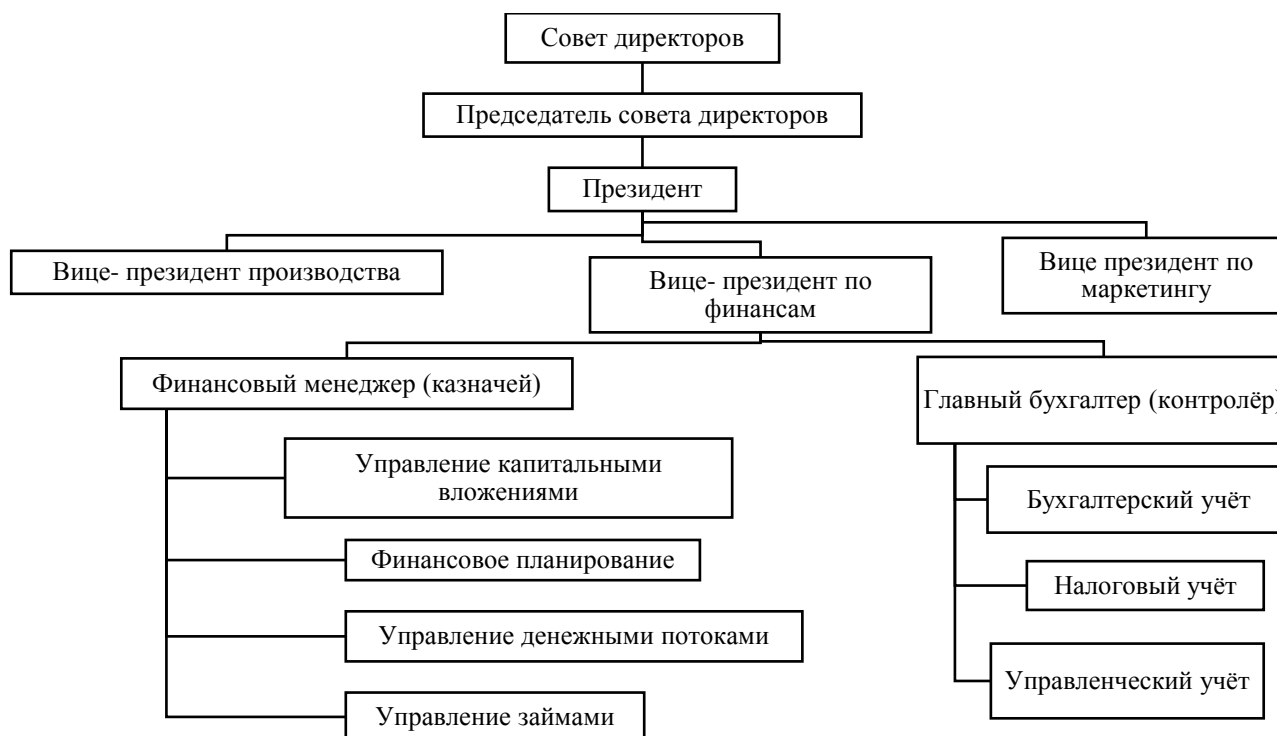 Совет директоров
Председатель совета директоров
Президент
Вице- президент производства
Вице- президент по
финансам
Вице президент по
маркетингу
Финансовый менеджер (казначей)
Главный бухгалтер (контролёр)
Управление капитальными
вложениями
Финансовое планирование
Управление денежными потоками
Управление займами
Бухгалтерский учёт
Налоговый учёт
Управленческий учёт